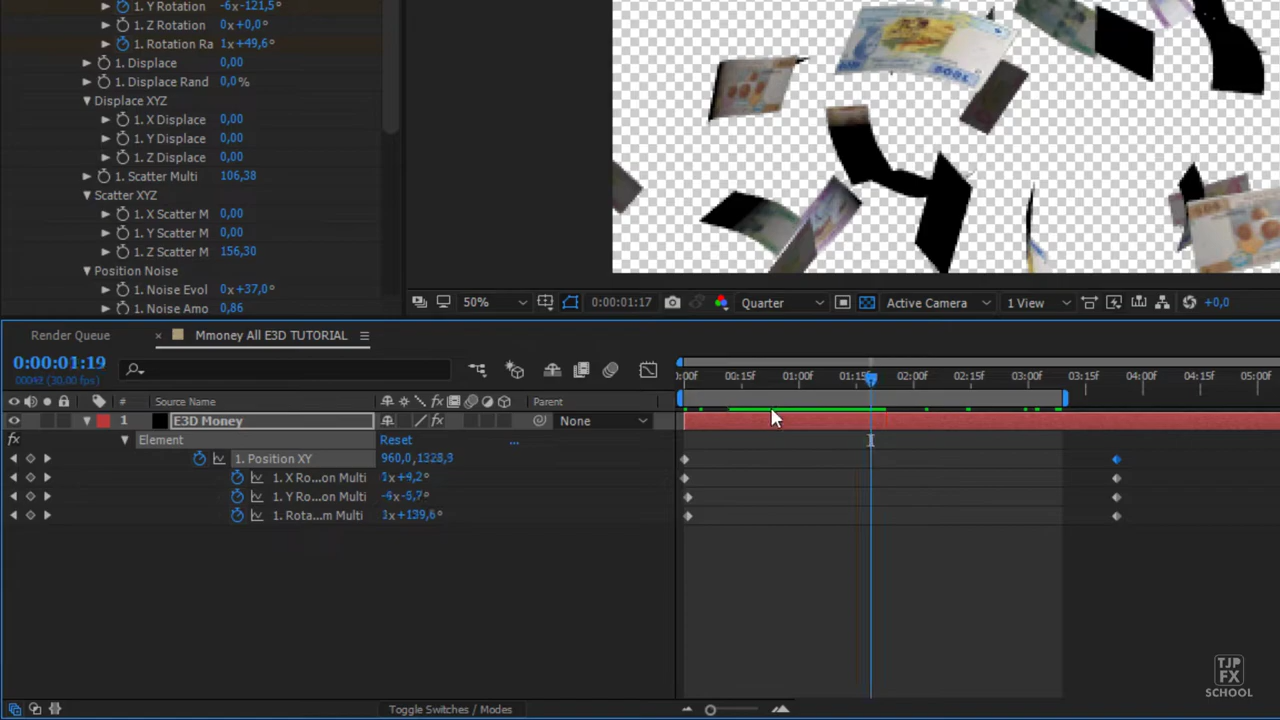 1. Y Rotation -6x-121,5°
1. Z Rotation 0x+0,0°
1. Rotation Ra 1x+49,6°
1. Displace 0,00
1. Displace Rand 0,0 %
Displace XYZ
1. X Displace 0,00
1. Y Displace 0,00
1. Z Displace 0,00
1. Scatter Multi 106,38
Scatter XYZ
1. X Scatter M 0,00
1. Y Scatter M 0,00
1. Z Scatter M 156,30
Position Noise
1. Noise Evol 0x+37,0°
1. Noise Amo 0,86
50% 0:00:01:17 Quarter Active Camera 1 View +0,0
Render Queue × Mmoney All E3D TUTORIAL
0:00:01:19
(30,00 fps)
:00f 00:15f 01:00f 01:15f 02:00f 02:15f 03:00f 03:15f 04:00f 04:15f 05:00f
# Source Name fx Parent
1 E3D Money fx None
fx Element Reset ...
1. Position XY 960,0,1328,3
1. X Ro...on Multi 1x+4,2°
1. Y Ro...on Multi -4x-5,7°
1. Rota...m Multi 1x+139,6°
TJP
FX
SCHOOL
Toggle Switches / Modes